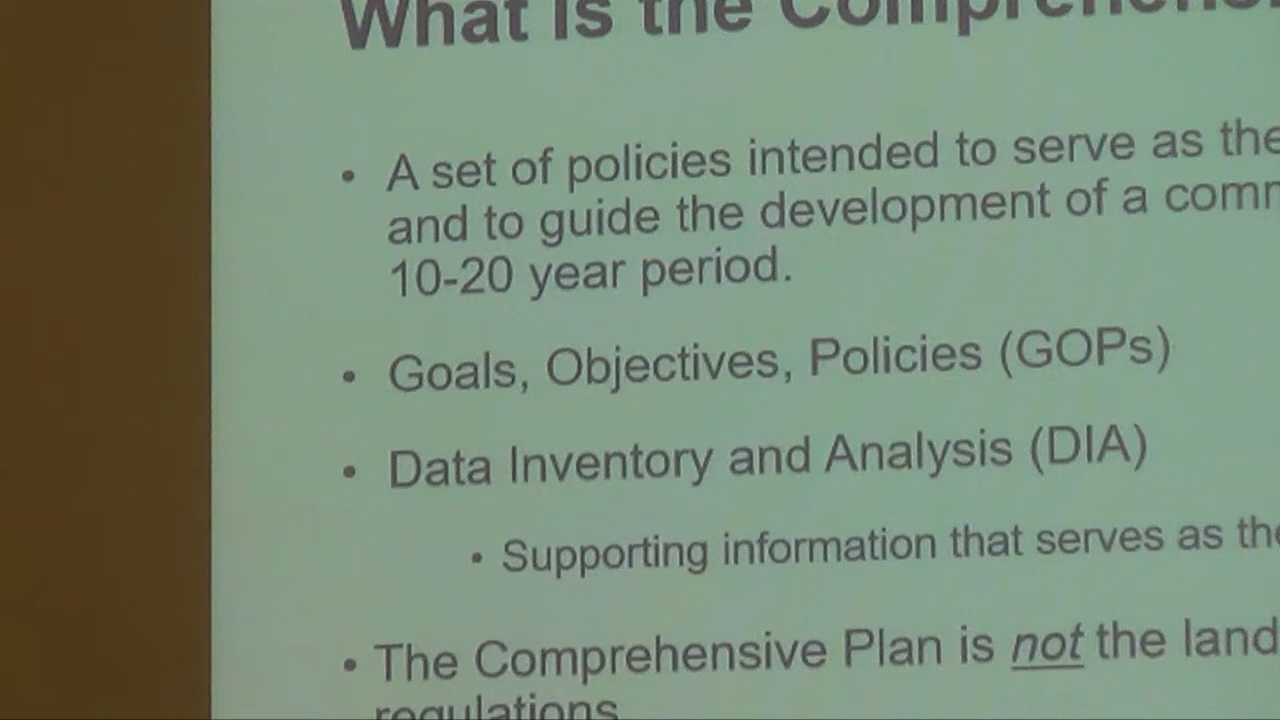 What is the
• A set of policies intended to serve as the
and to guide the development of a
10-20 year period.
• Goals, Objectives, Policies (GOPs)
• Data Inventory and Analysis (DIA)
• Supporting information that serves as the
• The Comprehensive Plan is not the land
regulations